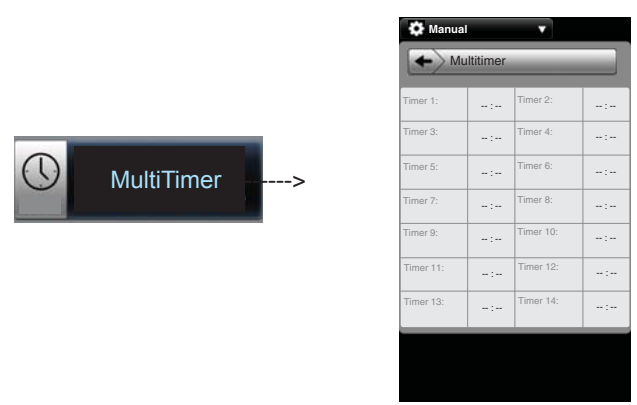 Manual
Multitimer
Timer 1: -- : -- Timer 2: -- : --
Timer 3: -- : -- Timer 4: -- : --
Timer 5: -- : -- Timer 6: -- : --
Timer 7: -- : -- Timer 8: -- : --
Timer 9: -- : -- Timer 10: -- : --
Timer 11: -- : -- Timer 12: -- : --
Timer 13: -- : -- Timer 14: -- : --
MultiTimer ---->